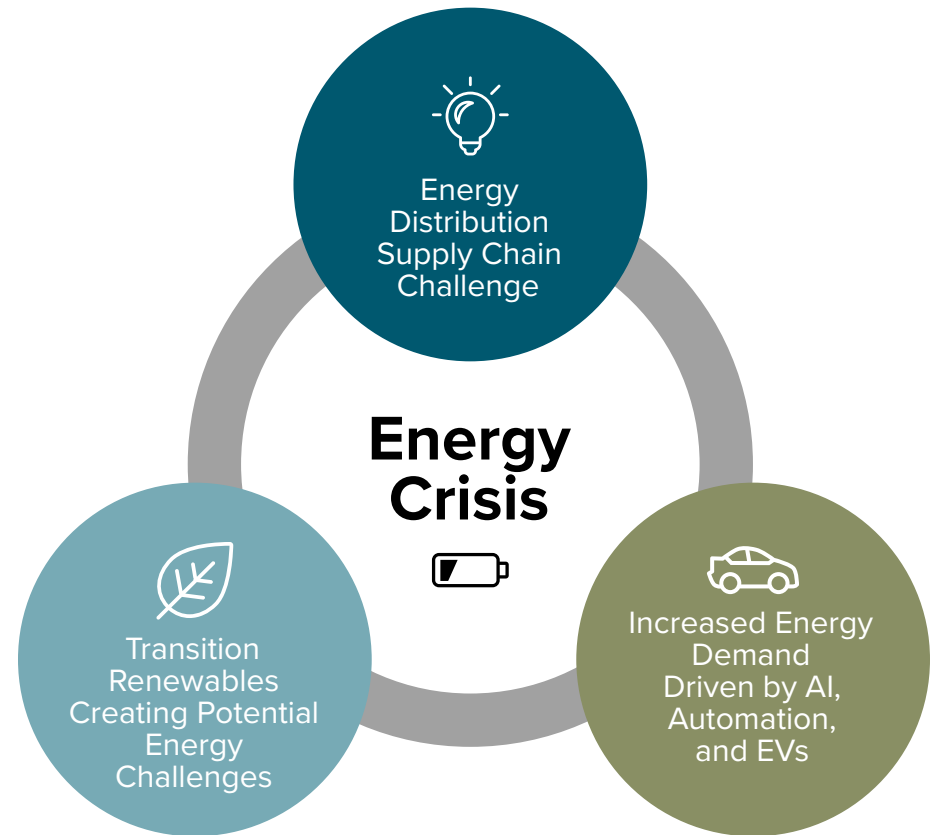 Energy
Distribution
Supply Chain
Challenge
Energy
Crisis
Transition
Renewables
Creating Potential
Energy
Challenges
Increased Energy
Demand
Driven by AI,
Automation,
and EVs